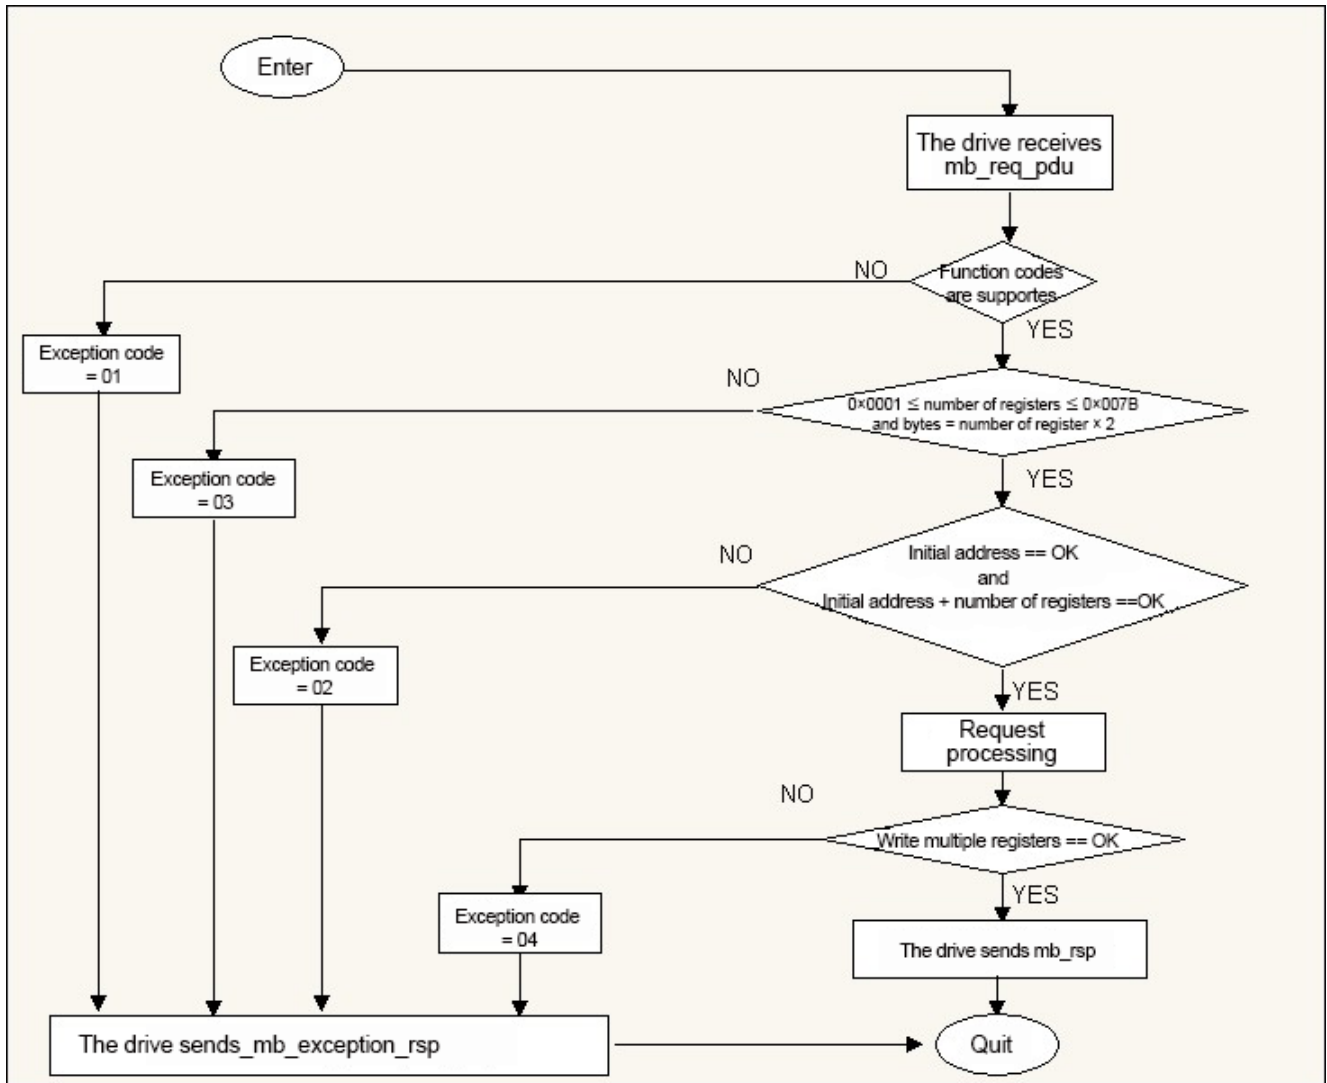 Enter
The drive receives
mb_req_pdu
NO
Function codes
are supportes
YES
Exception code
= 01
NO
0×0001 ≤ number of registers ≤ 0×007B
and bytes = number of register × 2
YES
Exception code
= 03
NO
Initial address == OK
and
Initial address + number of registers ==OK
Exception code
= 02
YES
Request
processing
NO
Write multiple registers == OK
YES
Exception code
= 04
The drive sends mb_rsp
The drive sends_mb_exception_rsp
Quit